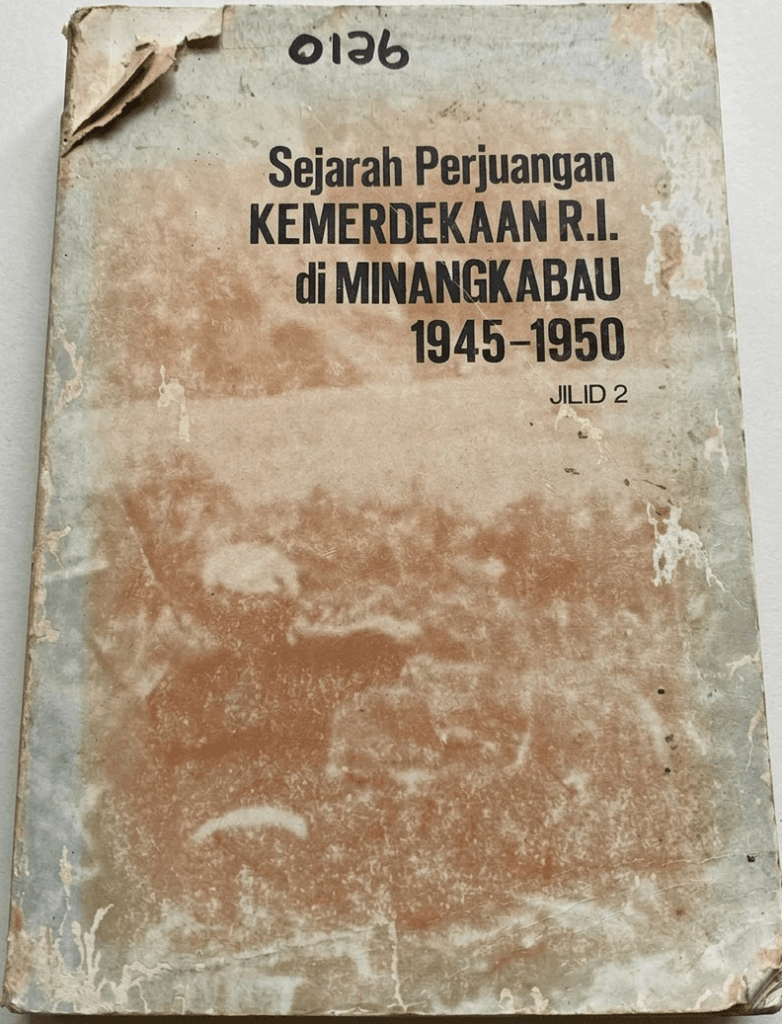 0126
Sejarah Perjuangan
KEMERDEKAAN R.I.
di MINANGKABAU
1945-1950
JILID 2